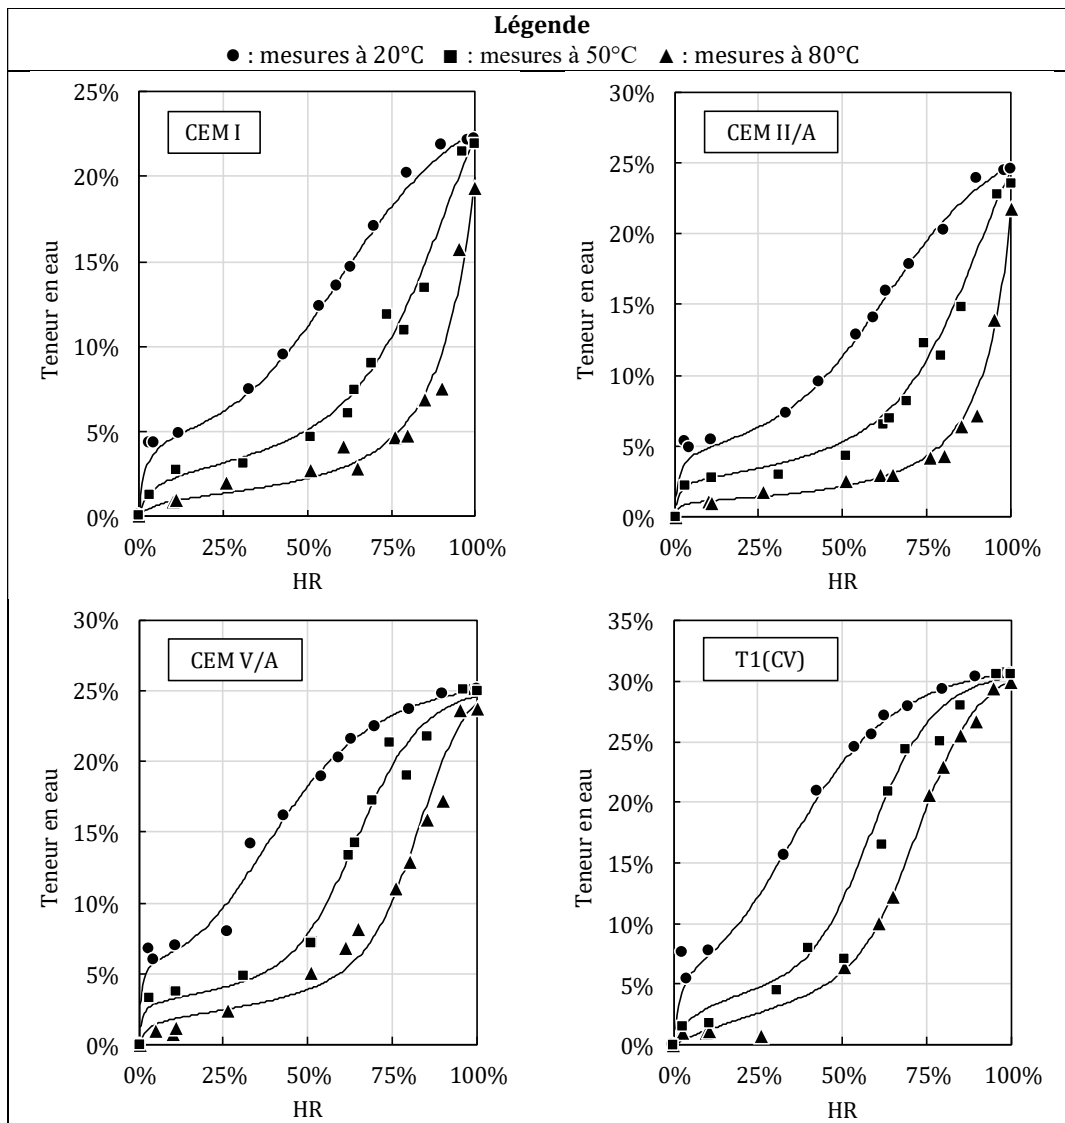 Légende
● : mesures à 20°C ■ : mesures à 50°C ▲ : mesures à 80°C
25%
20%
15%
10%
5%
0%
Teneur en eau
CEM I
0% 25% 50% 75% 100%
HR
30%
25%
20%
15%
10%
5%
0%
Teneur en eau
CEM II/A
0% 25% 50% 75% 100%
HR
30%
25%
20%
15%
10%
5%
0%
Teneur en eau
CEM V/A
0% 25% 50% 75% 100%
HR
35%
30%
25%
20%
15%
10%
5%
0%
Teneur en eau
T1(CV)
0% 25% 50% 75% 100%
HR